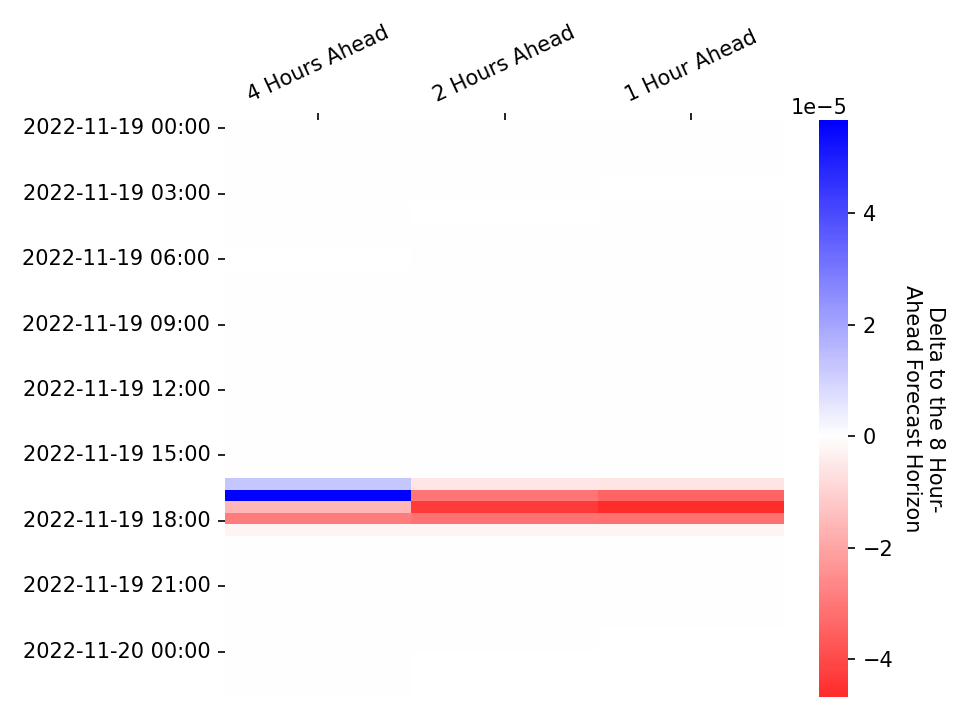 4 Hours Ahead
2 Hours Ahead
1 Hour Ahead
2022-11-19 00:00
2022-11-19 03:00
2022-11-19 06:00
2022-11-19 09:00
2022-11-19 12:00
2022-11-19 15:00
2022-11-19 18:00
2022-11-19 21:00
2022-11-20 00:00
1e−5
4
2
0
−2
−4
Delta to the 8 Hour-
Ahead Forecast Horizon